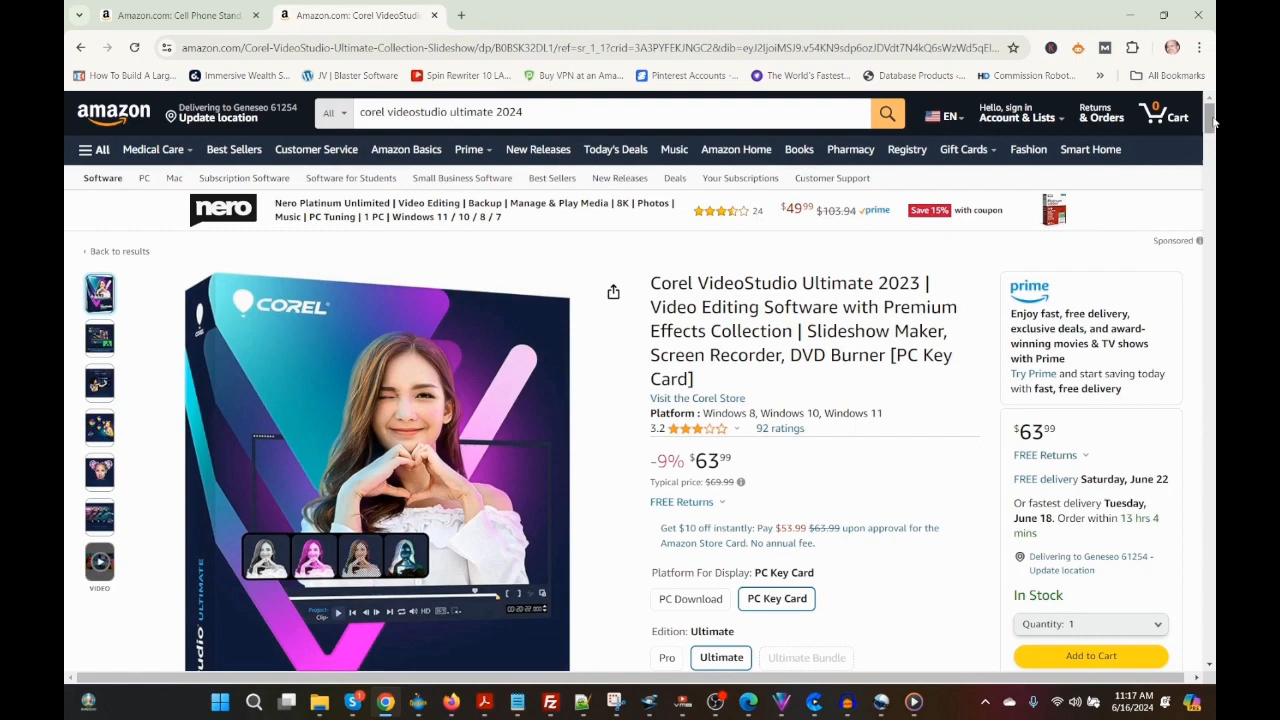 Amazon.com: Cell Phone Stand,
Amazon.com: Corel VideoStudio
amazon.com/Corel-VideoStudio-Ultimate-Collection-Slideshow/dp/B0BSK32DL1/ref=sr_1_1?crid=3A3PYFEKJNGC2&dib=eyJ2IjoiMSJ9.v54KN9sdp6ozJDVdt7N4kQ6sWzWd5qEI...
How To Build A Larg...
Immersive Wealth S...
JV | Blaster Software
Spin Rewriter 10 LA...
Buy VPN at an Ama...
Pinterest Accounts -...
The World's Fastest...
Database Products :...
HD Commission Robot...
»
All Bookmarks
amazon
Delivering to Geneseo 61254
Update location
All
corel videostudio ultimate 2024
EN
Hello, sign in
Account & Lists
Returns
& Orders
0
Cart
All
Medical Care
Best Sellers
Customer Service
Amazon Basics
Prime
New Releases
Today's Deals
Music
Amazon Home
Books
Pharmacy
Registry
Gift Cards
Fashion
Smart Home
Software
PC
Mac
Subscription Software
Software for Students
Small Business Software
Best Sellers
New Releases
Deals
Your Subscriptions
Customer Support
nero
Nero Platinum Unlimited | Video Editing | Backup | Manage & Play Media | 8K | Photos |
Music | PC Tuning | 1 PC | Windows 11 / 10 / 8 / 7
24
$49.99 $103.94 prime
Save 15% with coupon
Sponsored
‹ Back to results
COREL
STUDIO ULTIMATE
Project-
Clip-
HD
VIDEO
Corel VideoStudio Ultimate 2023 |
Video Editing Software with Premium
Effects Collection | Slideshow Maker,
Screen Recorder, DVD Burner [PC Key
Card]
Visit the Corel Store
Platform : Windows 8, Windows 10, Windows 11
3.2
92 ratings
-9% $63.99
Typical price: $69.99
FREE Returns
Get $10 off instantly: Pay $53.99 $63.99 upon approval for the
Amazon Store Card. No annual fee.
Platform For Display: PC Key Card
PC Download
PC Key Card
Edition: Ultimate
Pro
Ultimate
Ultimate Bundle
prime
Enjoy fast, free delivery,
exclusive deals, and award-
winning movies & TV shows
with Prime
Try Prime and start saving today
with fast, free delivery
$63.99
FREE Returns
FREE delivery Saturday, June 22
Or fastest delivery Tuesday,
June 18. Order within 13 hrs 4
mins
Delivering to Geneseo 61254 -
Update location
In Stock
Quantity: 1
Add to Cart
11:17 AM
6/16/2024